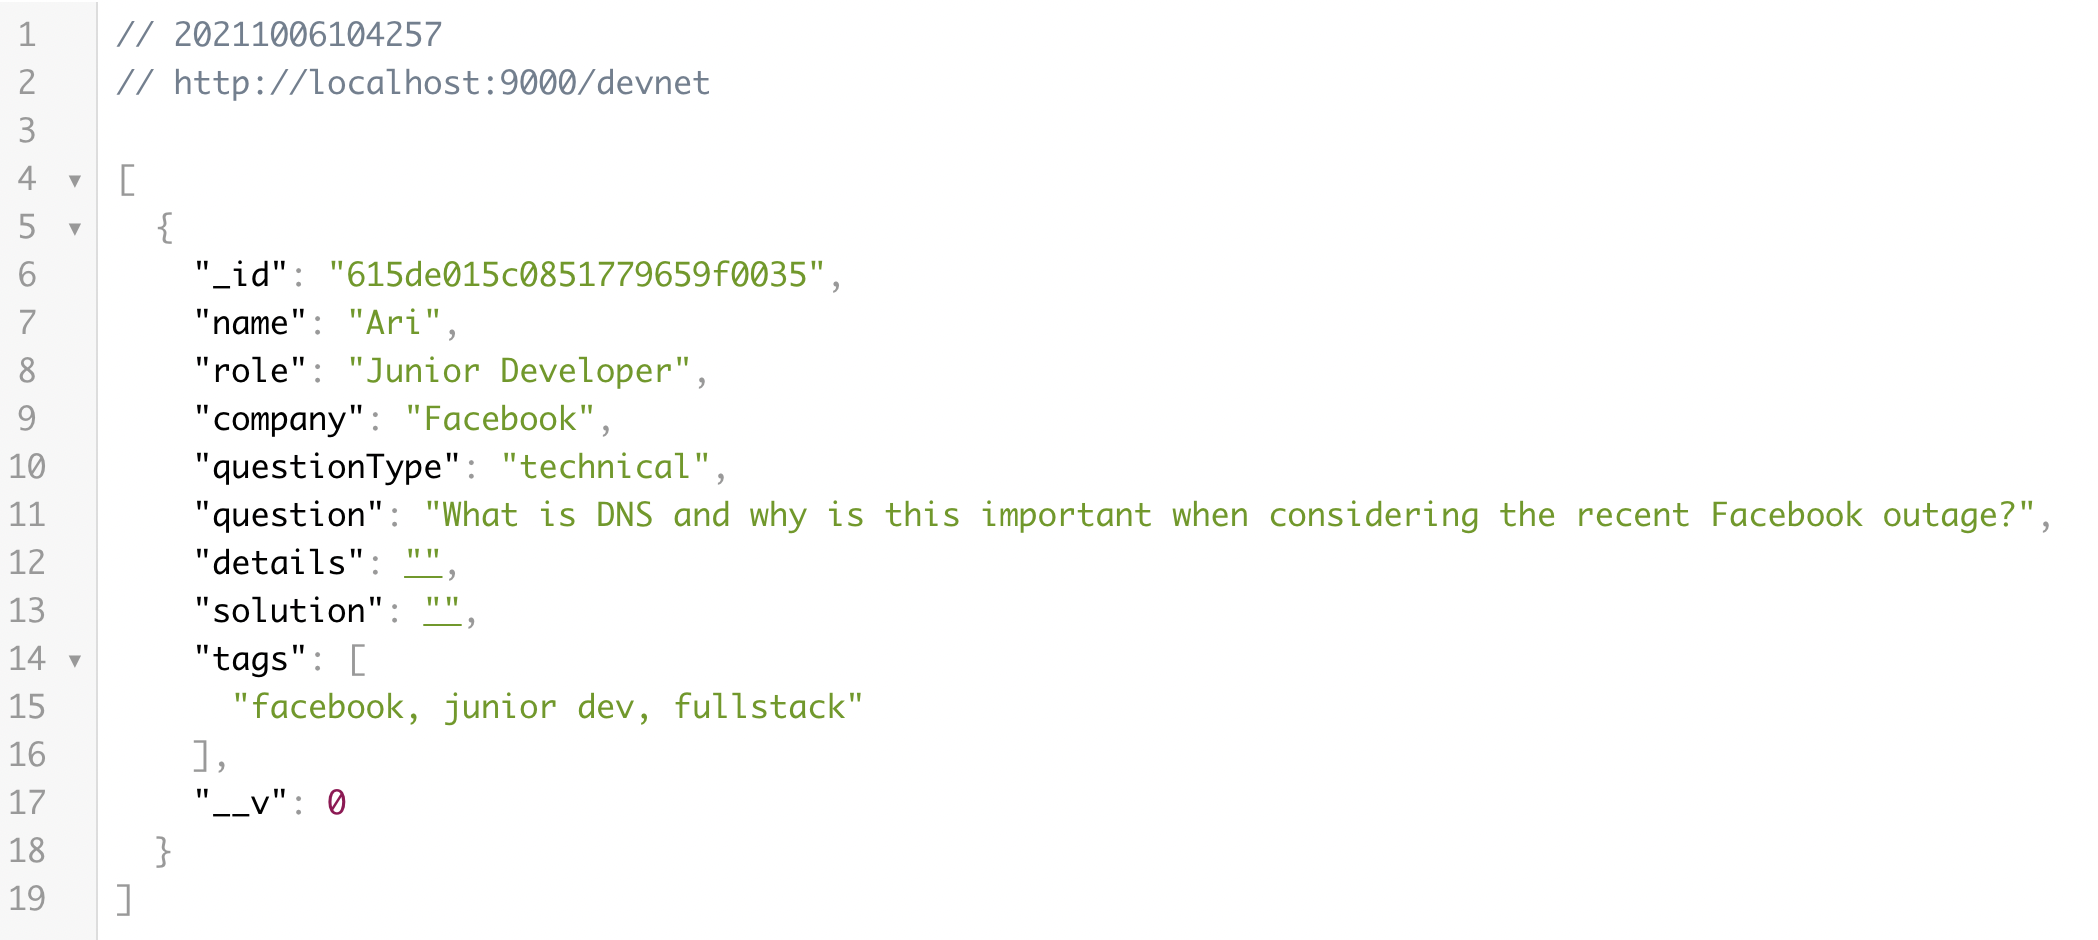 1 // 20211006104257
2 // http://localhost:9000/devnet
3
4 ▼ [
5 ▼ {
6 "_id": "615de015c0851779659f0035",
7 "name": "Ari",
8 "role": "Junior Developer",
9 "company": "Facebook",
10 "questionType": "technical",
11 "question": "What is DNS and why is this important when considering the recent Facebook outage?",
12 "details": "",
13 "solution": "",
14 ▼ "tags": [
15 "facebook, junior dev, fullstack"
16 ],
17 "__v": 0
18 }
19 ]